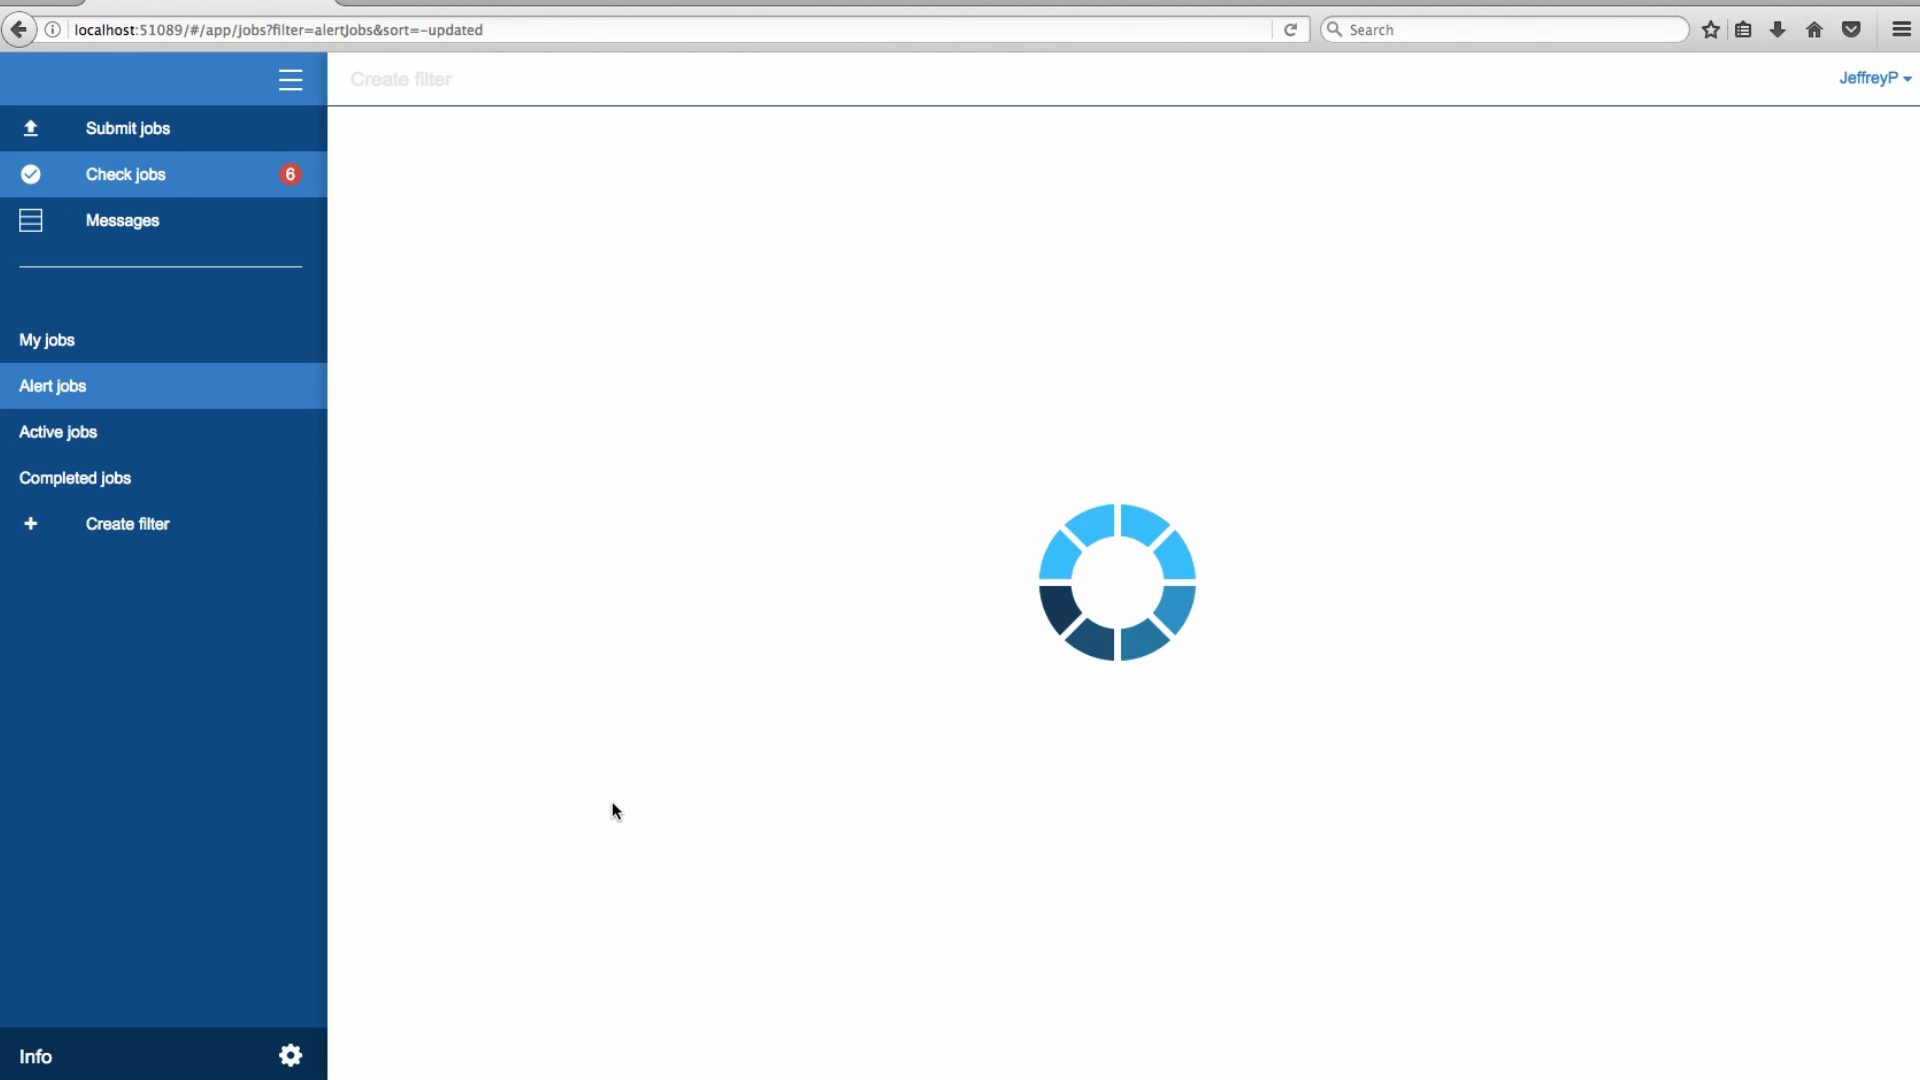 localhost:51089/#/app/jobs?filter=alertJobs&sort=-updated
Search
Create filter
JeffreyP
Submit jobs
Check jobs 6
Messages
My jobs
Alert jobs
Active jobs
Completed jobs
Create filter
Info